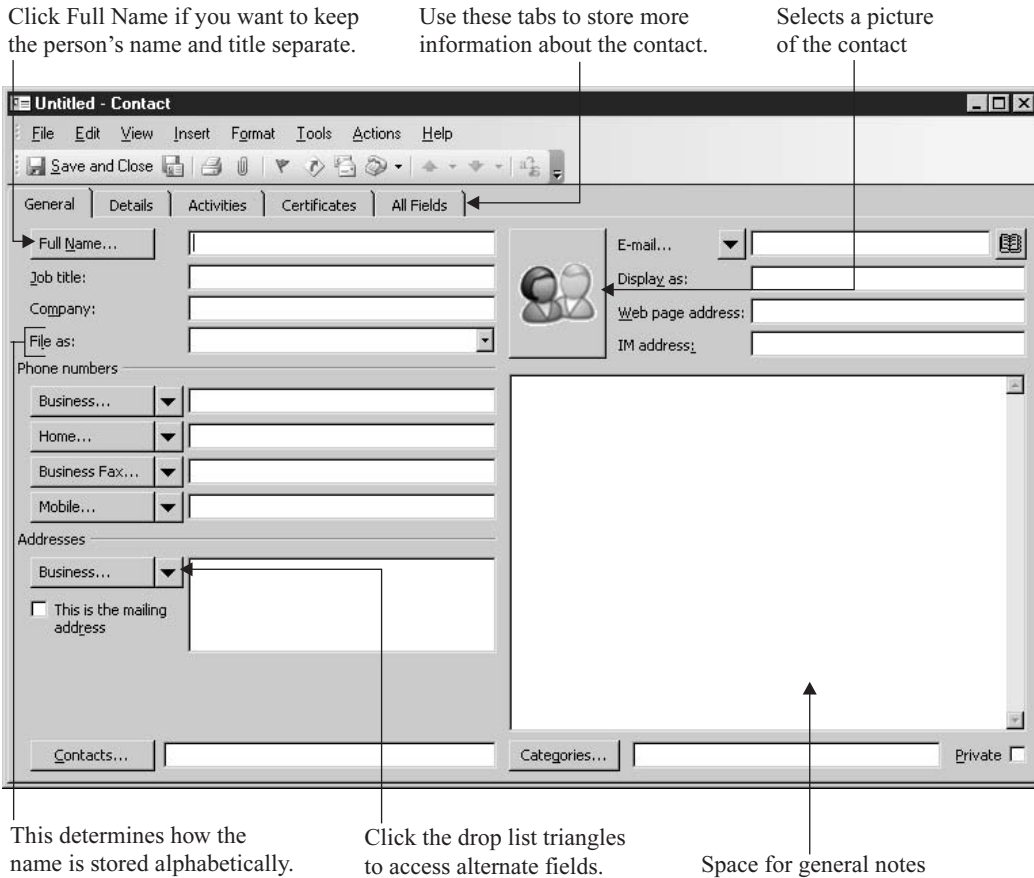 Click Full Name if you want to keep
the person's name and title separate.
Use these tabs to store more
information about the contact.
Selects a picture
of the contact
Untitled - Contact
File Edit View Insert Format Tools Actions Help
Save and Close
General Details Activities Certificates All Fields
Full Name...
Job title:
Company:
File as:
E-mail...
Display as:
Web page address:
IM address:
Phone numbers
Business...
Home...
Business Fax...
Mobile...
Addresses
Business...
This is the mailing
address
Contacts...
Categories...
Private
This determines how the
name is stored alphabetically.
Click the drop list triangles
to access alternate fields.
Space for general notes